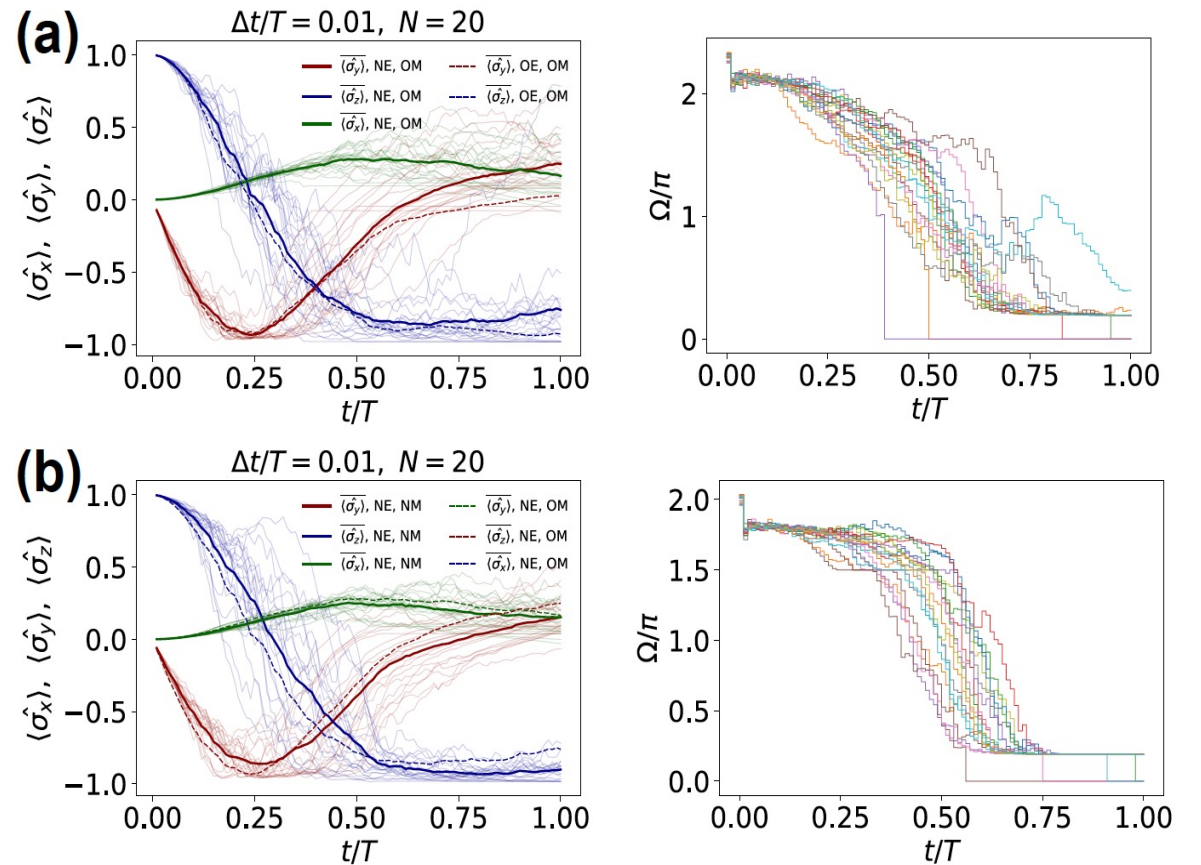 (a)
Δt/T = 0.01, N = 20
⟨σ̂x⟩, ⟨σ̂y⟩, ⟨σ̂z⟩
1.0
0.5
0.0
−0.5
−1.0
⟨σ̂y⟩, NE, OM
⟨σ̂z⟩, NE, OM
⟨σ̂x⟩, NE, OM
⟨σ̂y⟩, OE, OM
⟨σ̂z⟩, OE, OM
0.00 0.25 0.50 0.75 1.00
t/T
Ω/π
2
1
0
0.00 0.25 0.50 0.75 1.00
t/T
(b)
Δt/T = 0.01, N = 20
⟨σ̂x⟩, ⟨σ̂y⟩, ⟨σ̂z⟩
1.0
0.5
0.0
−0.5
−1.0
⟨σ̂y⟩, NE, NM
⟨σ̂z⟩, NE, NM
⟨σ̂x⟩, NE, NM
⟨σ̂y⟩, NE, OM
⟨σ̂z⟩, NE, OM
⟨σ̂x⟩, NE, OM
0.00 0.25 0.50 0.75 1.00
t/T
Ω/π
2.0
1.5
1.0
0.5
0.0
0.00 0.25 0.50 0.75 1.00
t/T